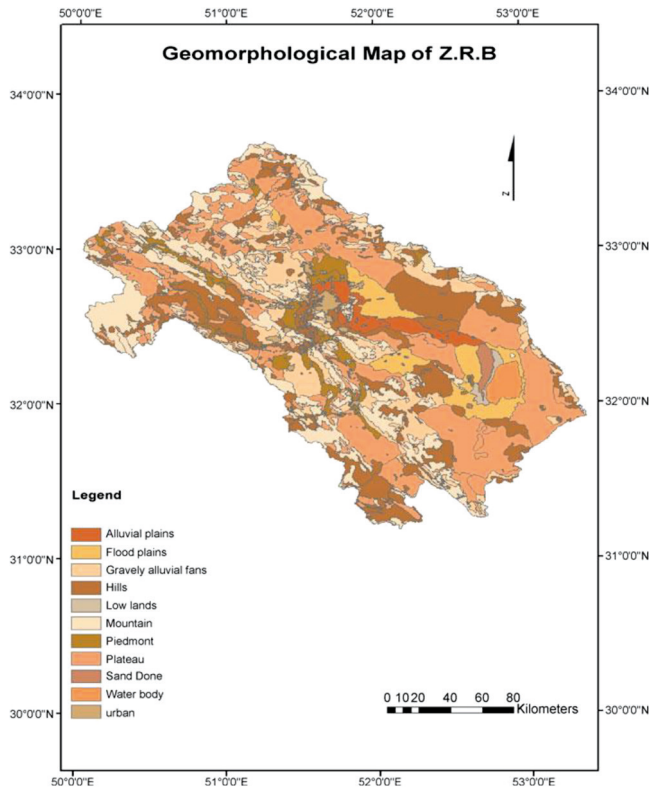 50°0'0"E 51°0'0"E 52°0'0"E 53°0'0"E
Geomorphological Map of Z.R.B
34°0'0"N 34°0'0"N
z
33°0'0"N 33°0'0"N
32°0'0"N 32°0'0"N
Legend
31°0'0"N 31°0'0"N
Alluvial plains
Flood plains
Gravely alluvial fans
Hills
Low lands
Mountain
Piedmont
Plateau
Sand Done
Water body
urban
0 10 20 40 60 80
Kilometers
30°0'0"N 30°0'0"N
50°0'0"E 51°0'0"E 52°0'0"E 53°0'0"E